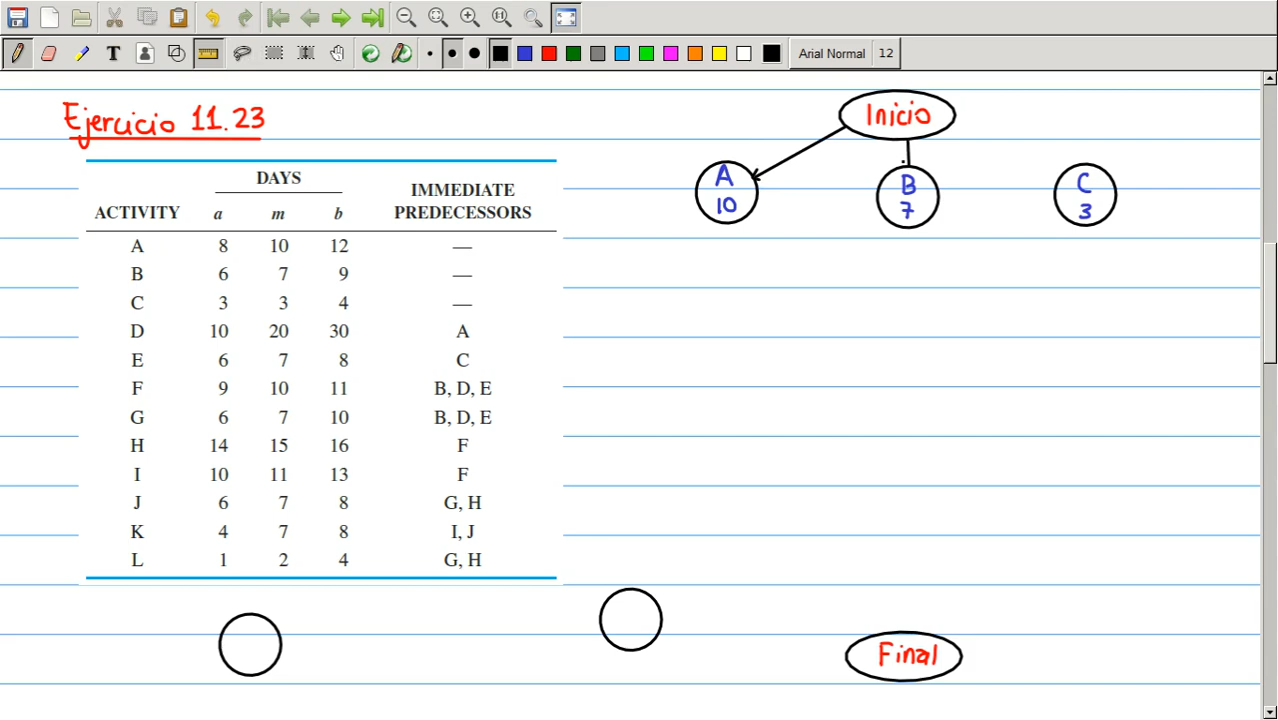 T
Arial Normal 12
Ejercicio 11.23
Inicio
DAYS
IMMEDIATE
ACTIVITY a m b PREDECESSORS
A 8 10 12 —
B 6 7 9 —
C 3 3 4 —
D 10 20 30 A
E 6 7 8 C
F 9 10 11 B, D, E
G 6 7 10 B, D, E
H 14 15 16 F
I 10 11 13 F
J 6 7 8 G, H
K 4 7 8 I, J
L 1 2 4 G, H
A
10
B
7
C
3
Final